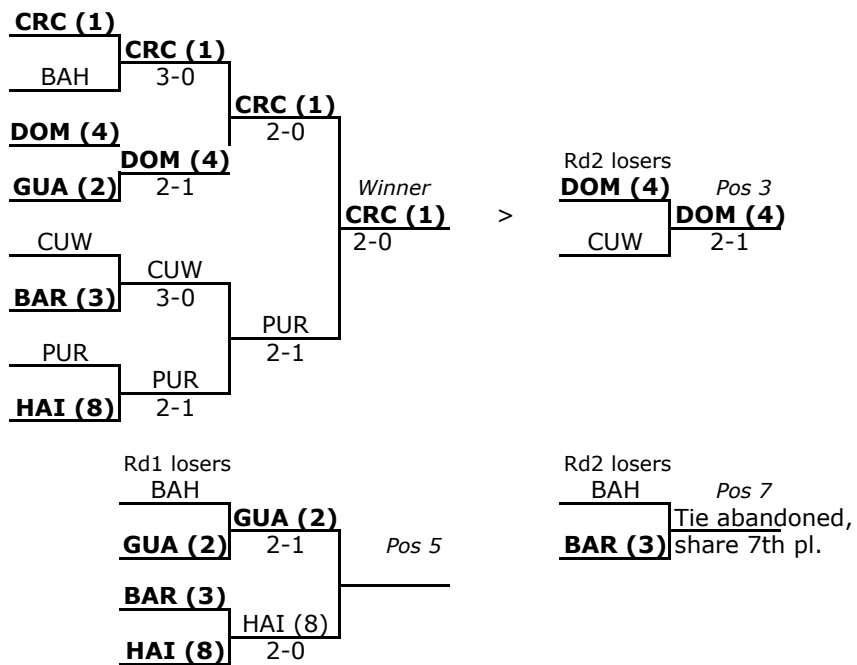 CRC (1)
CRC (1)
BAH
3-0
CRC (1)
2-0
DOM (4)
DOM (4)
GUA (2)
2-1
Winner
CRC (1)
2-0
>
Rd2 losers
DOM (4)
Pos 3
DOM (4)
CUW
2-1
CUW
CUW
BAR (3)
3-0
PUR
2-1
PUR
PUR
HAI (8)
2-1
Rd1 losers
BAH
GUA (2)
GUA (2)
2-1
Pos 5
BAR (3)
HAI (8)
HAI (8)
2-0
Rd2 losers
BAH
Pos 7
Tie abandoned,
BAR (3)
share 7th pl.